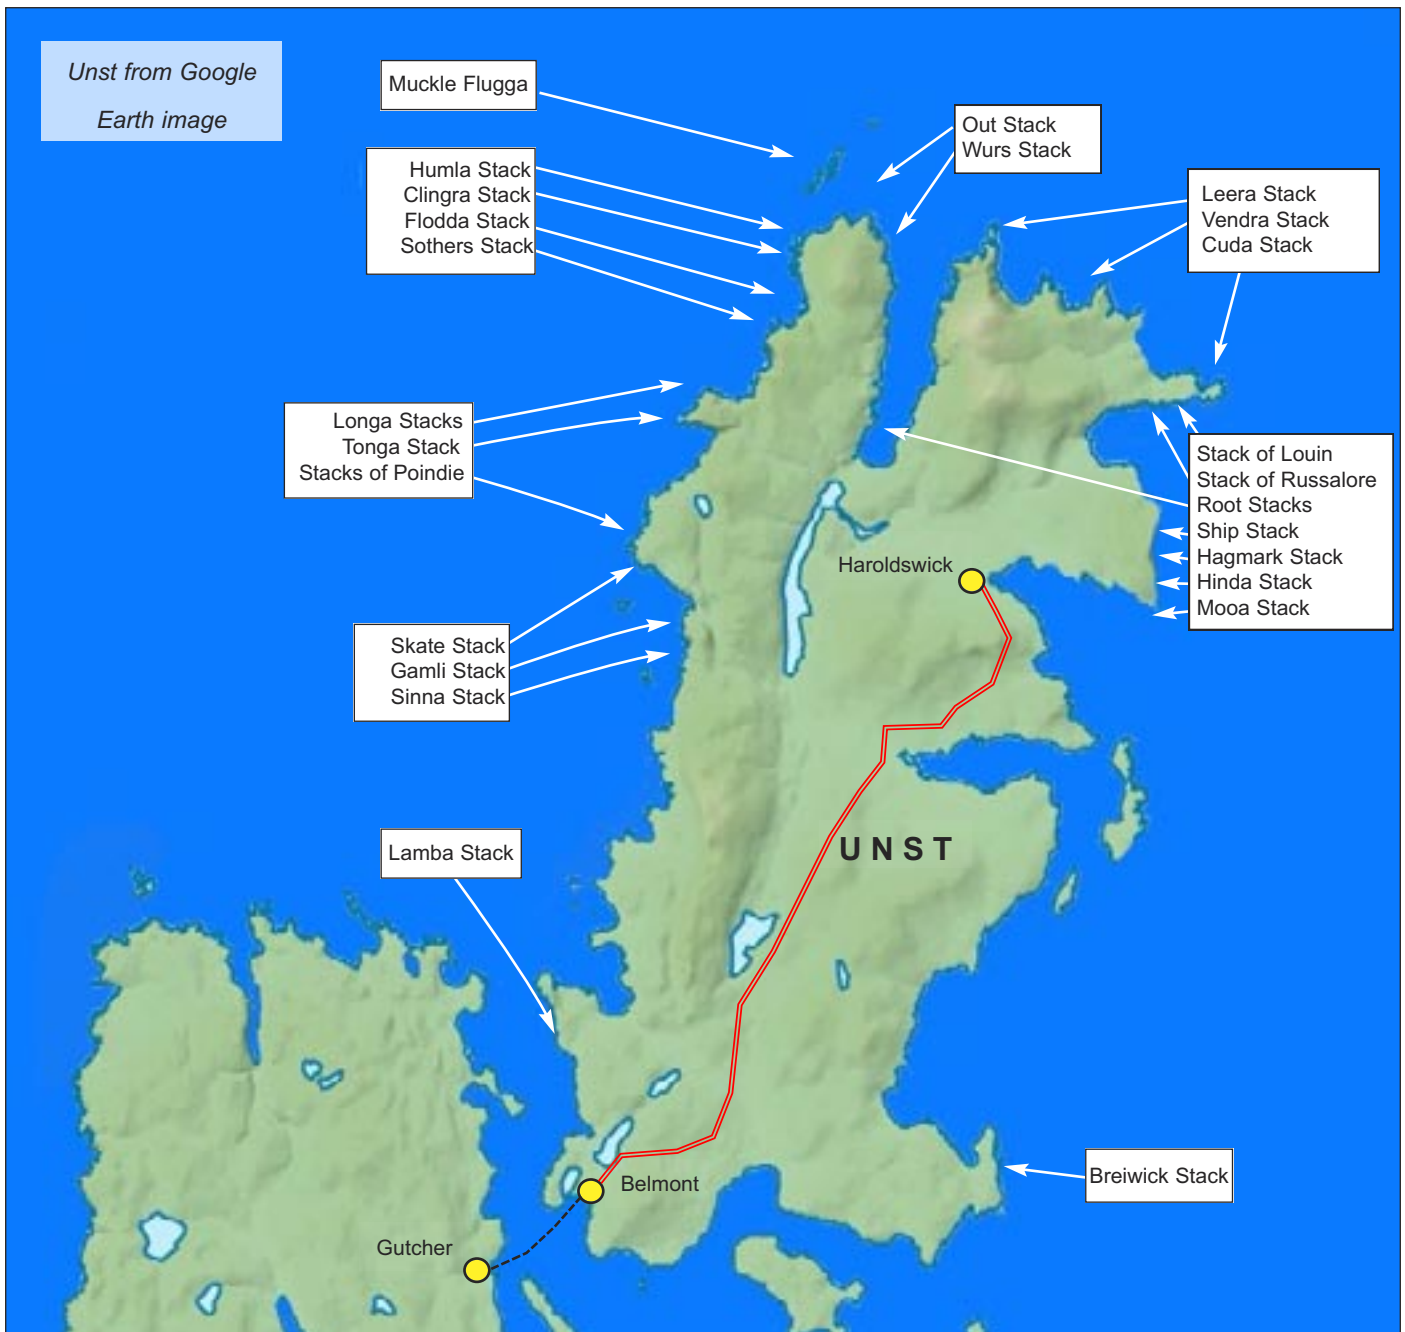 Unst from Google
Earth image
Muckle Flugga
Out Stack
Wurs Stack
Humla Stack
Clingra Stack
Flodda Stack
Sothers Stack
Leera Stack
Vendra Stack
Cuda Stack
Longa Stacks
Tonga Stack
Stacks of Poindie
Stack of Louin
Stack of Russalore
Root Stacks
Ship Stack
Hagmark Stack
Hinda Stack
Mooa Stack
Haroldswick
Skate Stack
Gamli Stack
Sinna Stack
UNST
Lamba Stack
Breiwick Stack
Belmont
Gutcher